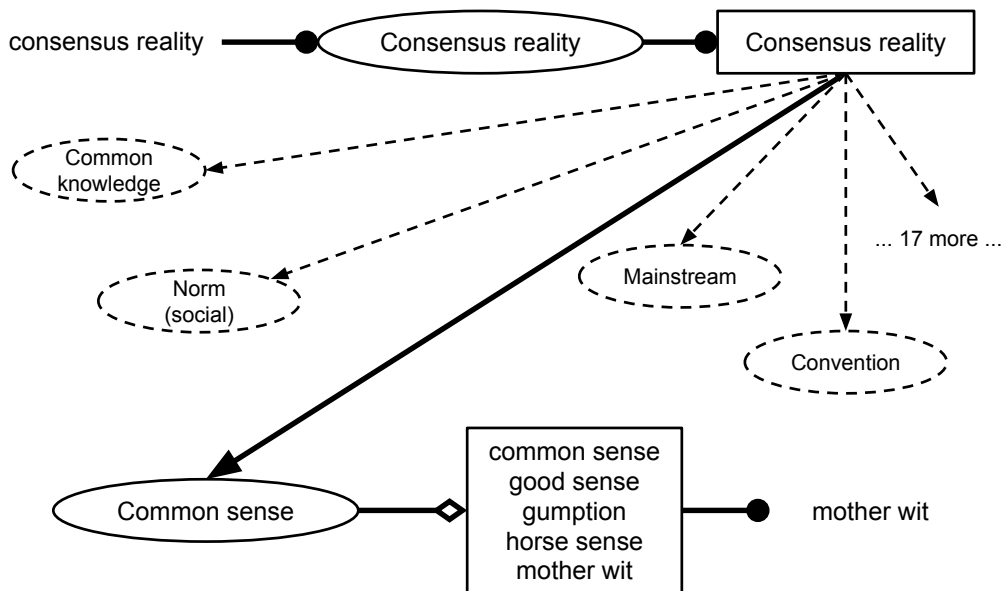 consensus reality
Consensus reality
Consensus reality
Common
knowledge
Norm
(social)
Mainstream
... 17 more ...
Convention
Common sense
common sense
good sense
gumption
horse sense
mother wit
mother wit